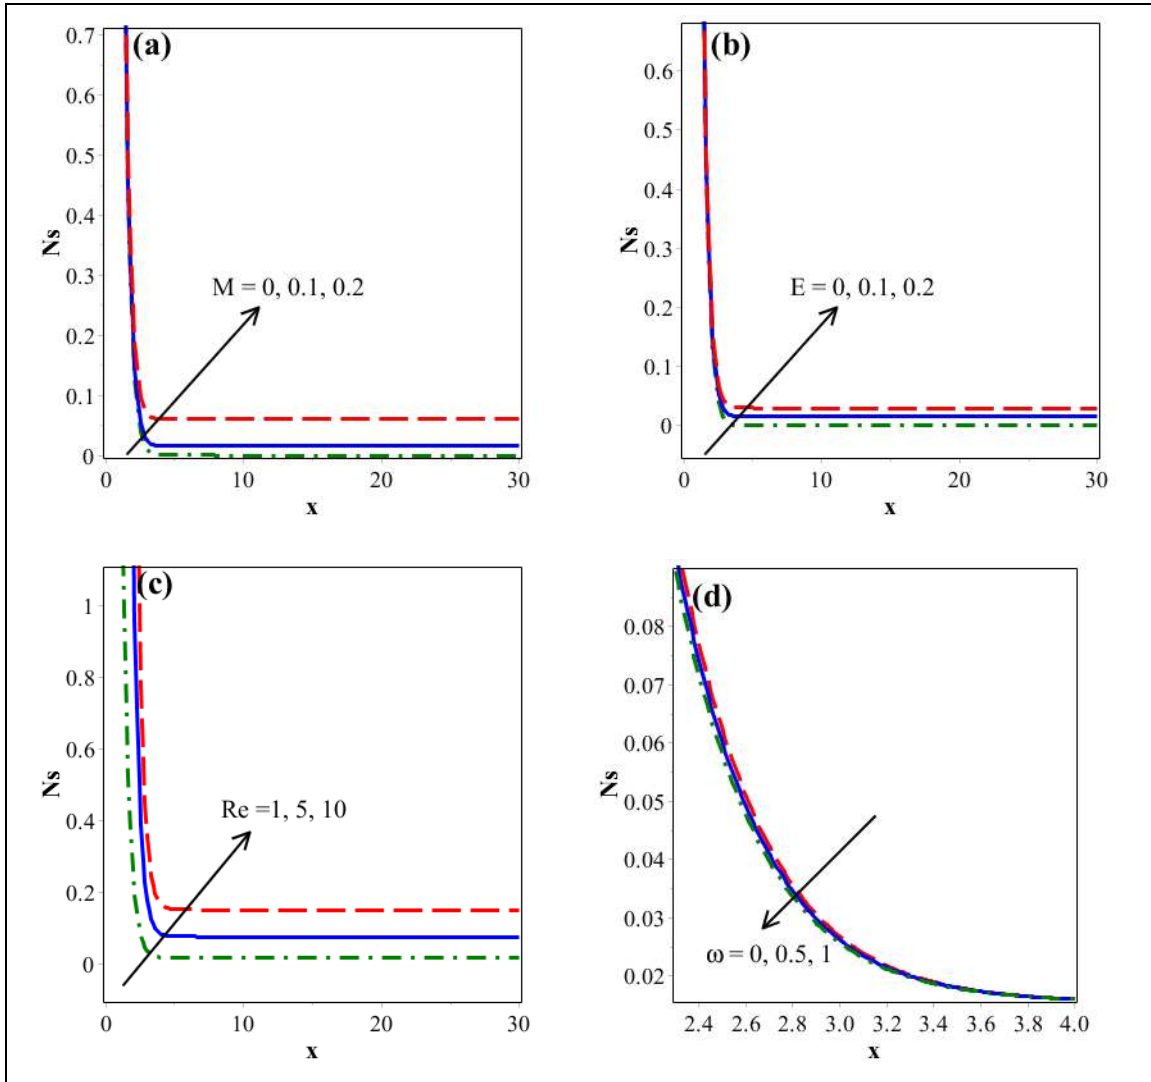 (a)
0.7
0.6
0.5
0.4
0.3
0.2
0.1
0
Ns
M = 0, 0.1, 0.2
0 10 20 30
x
(b)
0.6
0.5
0.4
0.3
0.2
0.1
0
Ns
E = 0, 0.1, 0.2
0 10 20 30
x
(c)
1
0.8
0.6
0.4
0.2
0
Ns
Re =1, 5, 10
0 10 20 30
x
(d)
0.08
0.07
0.06
0.05
0.04
0.03
0.02
Ns
ω = 0, 0.5, 1
2.4 2.6 2.8 3.0 3.2 3.4 3.6 3.8 4.0
x